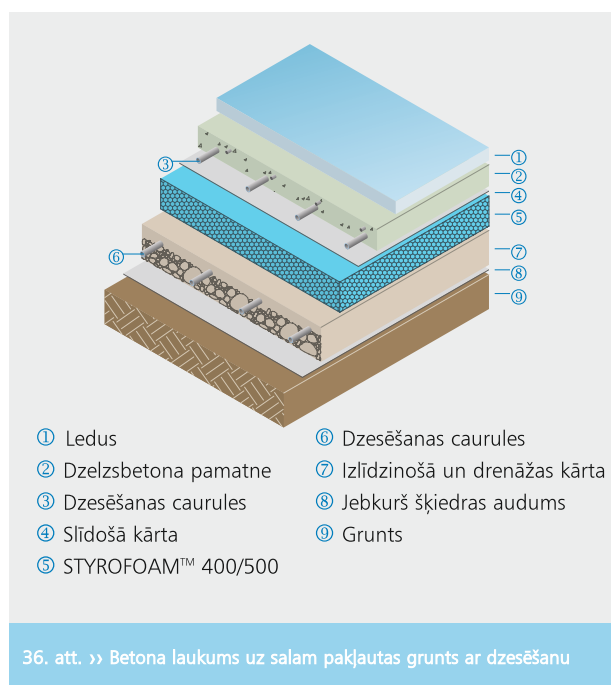 ①
②
③
④
⑤
⑥
⑦
⑧
⑨
① Ledus
② Dzelzsbetona pamatne
③ Dzesēšanas caurules
④ Slīdošā kārta
⑤ STYROFOAM™ 400/500
⑥ Dzesēšanas caurules
⑦ Izlīdzinošā un drenāžas kārta
⑧ Jebkurš šķiedras audums
⑨ Grunts
36. att. ›› Betona laukums uz salam pakļautas grunts ar dzesēšanu